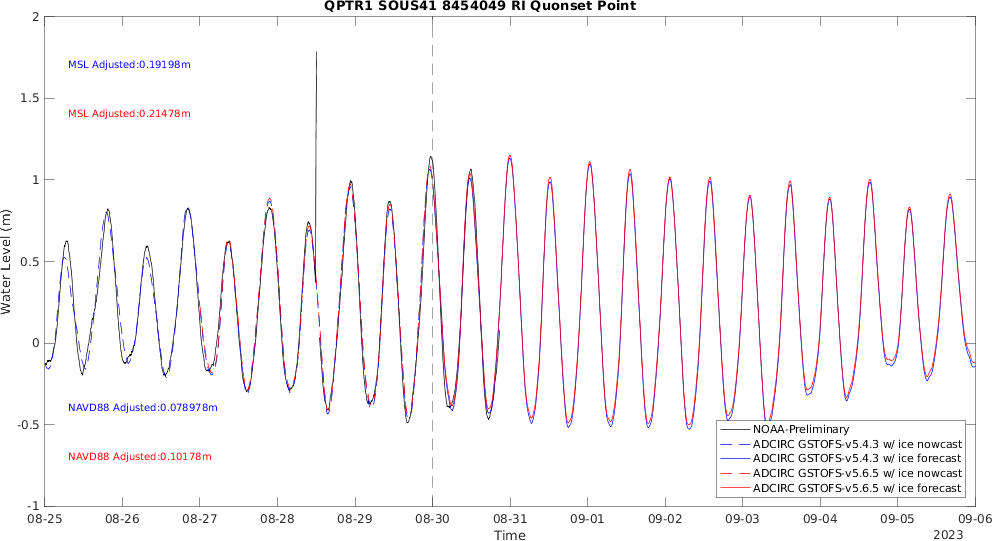 QPTR1 SOUS41 8454049 RI Quonset Point
2
1.5
1
0.5
0
-0.5
-1
Water Level (m)
MSL Adjusted:0.19198m
MSL Adjusted:0.21478m
NAVD88 Adjusted:0.078978m
NAVD88 Adjusted:0.10178m
NOAA-Preliminary
ADCIRC GSTOFS-v5.4.3 w/ ice nowcast
ADCIRC GSTOFS-v5.4.3 w/ ice forecast
ADCIRC GSTOFS-v5.6.5 w/ ice nowcast
ADCIRC GSTOFS-v5.6.5 w/ ice forecast
08-25 08-26 08-27 08-28 08-29 08-30 08-31 09-01 09-02 09-03 09-04 09-05 09-06
Time
2023